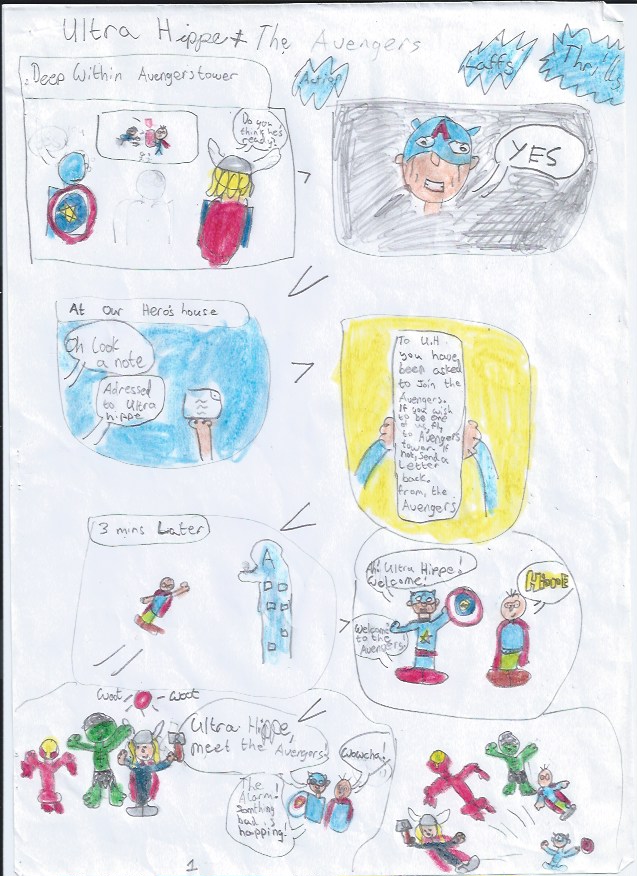 Ultra Hippe & The Avengers
Action
Laffs
Thrills
Deep Within Avengers tower
Do you
think he's
ready?
YES
At Our Hero's house
Oh Look
a note
Adressed
to Ultra
hippe
To U.H
you have
been asked
to Join the
Avengers.
If you wish
to be one
of us, fly
to Avengers
tower. If
not, send a
Letter
back.
From, the
Avengers
3 mins Later
A
Ah! Ultra Hippe!
Welcome!
Welcome
to the
Avengers!
Woot Woot
Ultra Hippe,
meet the Avengers!
Wowcha!
The
Alarm!
Somthing
bad is
happing!
1